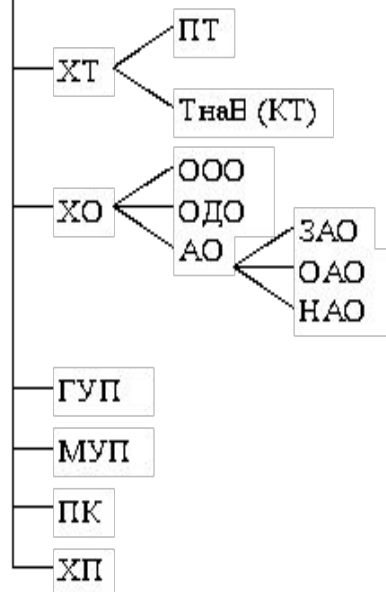 ПТ
ХТ
ТнаВ (КТ)
ООО
ХО
ОДО
АО
ЗАО
ОАО
НАО
ГУП
МУП
ПК
ХП